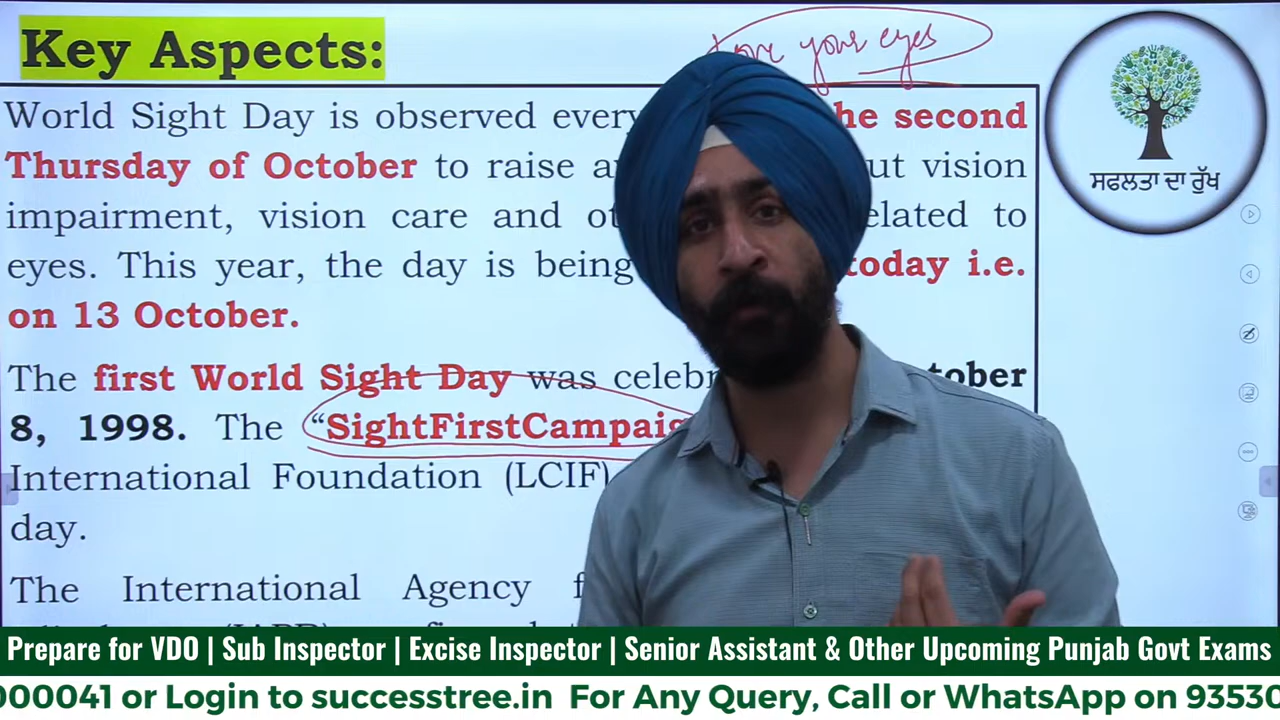 Key Aspects:
your eyes
World Sight Day is observed every he second
Thursday of October to raise a ut vision
impairment, vision care and ot elated to
eyes. This year, the day is being today i.e.
on 13 October.
The first World Sight Day was celebr tober
8, 1998. The “SightFirstCampaig
International Foundation (LCIF)
day.
The International Agency f
ਸਫਲਤਾ ਦਾ ਰੁੱਖ
Prepare for VDO | Sub Inspector | Excise Inspector | Senior Assistant & Other Upcoming Punjab Govt Exams
000041 or Login to successtree.in For Any Query, Call or WhatsApp on 93530